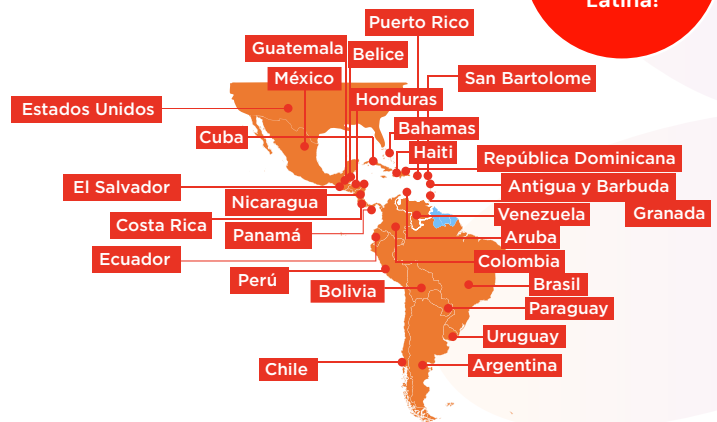 Latina!
Puerto Rico
Guatemala
Belice
México
San Bartolome
Estados Unidos
Honduras
Cuba
Bahamas
Haiti
República Dominicana
El Salvador
Antigua y Barbuda
Nicaragua
Venezuela
Granada
Costa Rica
Panamá
Aruba
Ecuador
Colombia
Perú
Bolivia
Brasil
Paraguay
Uruguay
Chile
Argentina